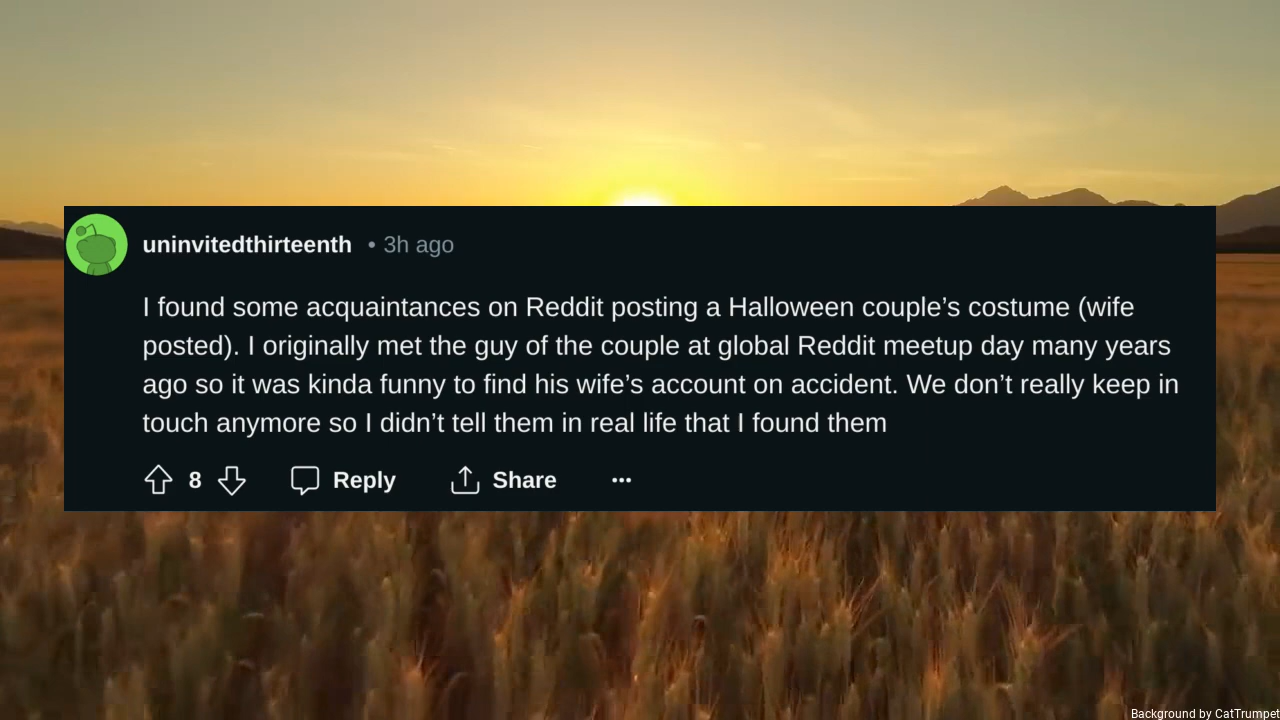 uninvitedthirteenth • 3h ago
I found some acquaintances on Reddit posting a Halloween couple’s costume (wife
posted). I originally met the guy of the couple at global Reddit meetup day many years
ago so it was kinda funny to find his wife’s account on accident. We don’t really keep in
touch anymore so I didn’t tell them in real life that I found them
8 Reply Share ...
Background by CatTrumpet